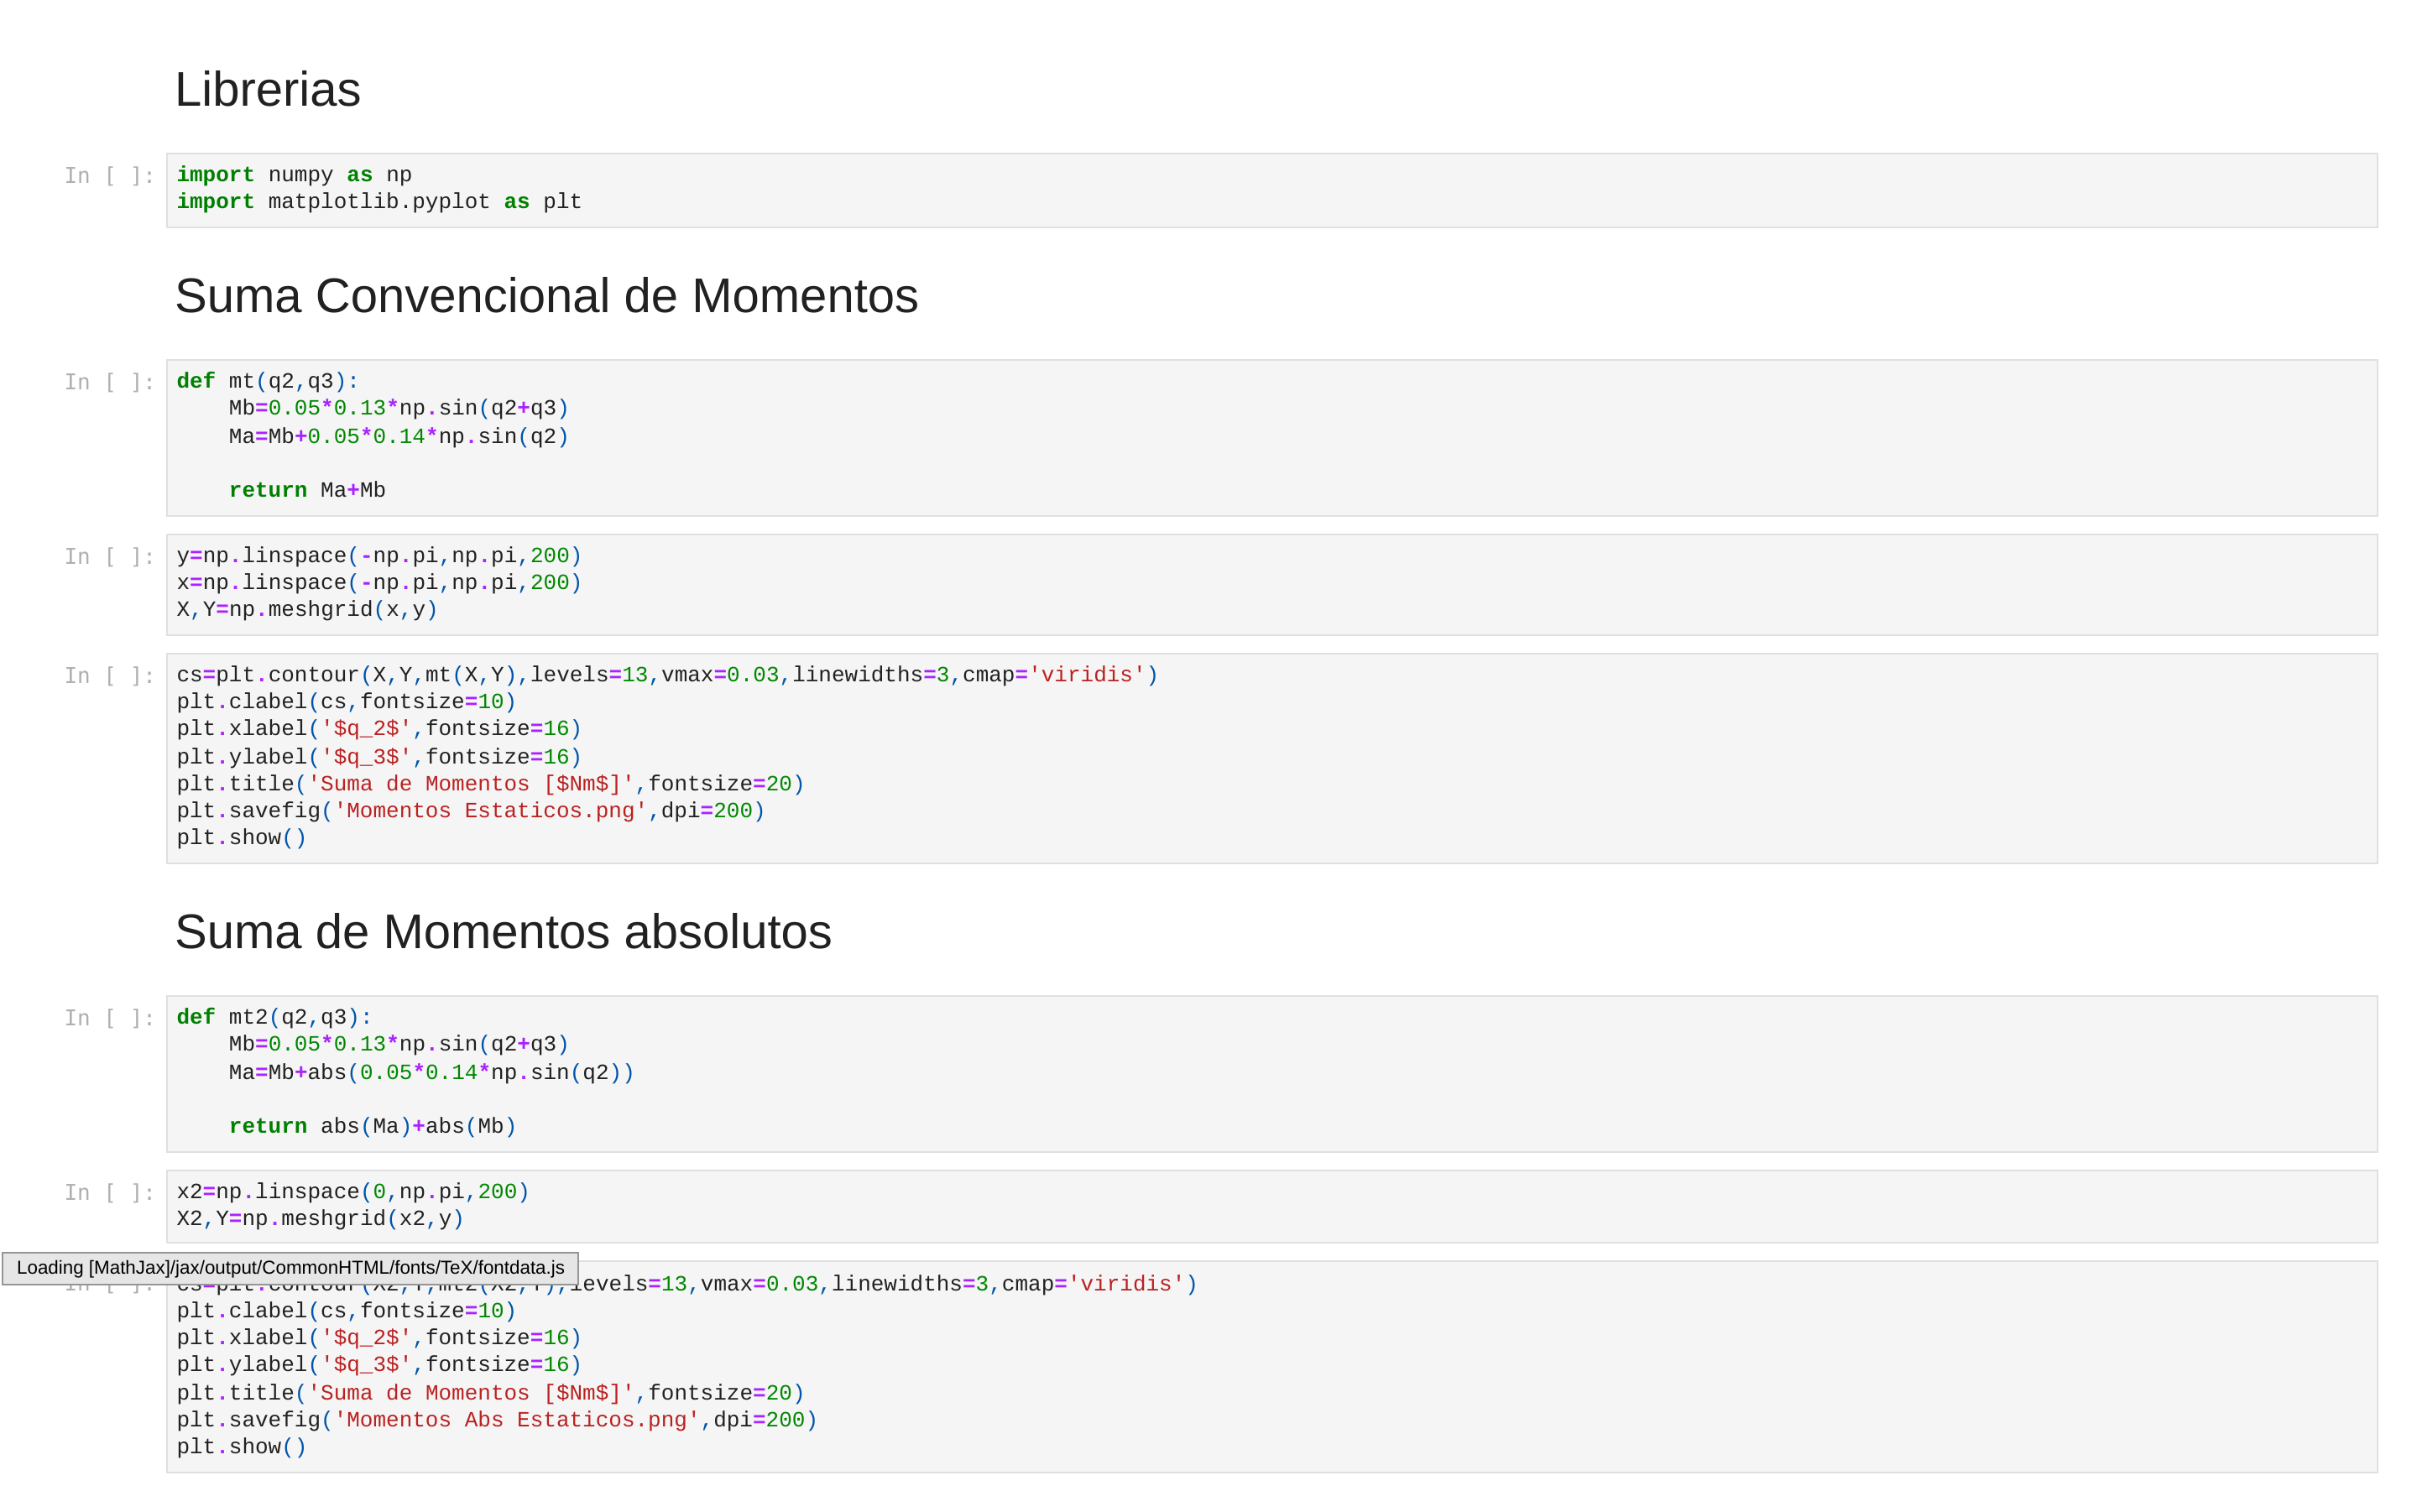 Librerias
In [ ]:
import numpy as np
import matplotlib.pyplot as plt
Suma Convencional de Momentos
In [ ]:
def mt(q2,q3):
    Mb=0.05*0.13*np.sin(q2+q3)
    Ma=Mb+0.05*0.14*np.sin(q2)
    return Ma+Mb
In [ ]:
y=np.linspace(-np.pi,np.pi,200)
x=np.linspace(-np.pi,np.pi,200)
X,Y=np.meshgrid(x,y)
In [ ]:
cs=plt.contour(X,Y,mt(X,Y),levels=13,vmax=0.03,linewidths=3,cmap='viridis')
plt.clabel(cs,fontsize=10)
plt.xlabel('$q_2$',fontsize=16)
plt.ylabel('$q_3$',fontsize=16)
plt.title('Suma de Momentos [$Nm$]',fontsize=20)
plt.savefig('Momentos Estaticos.png',dpi=200)
plt.show()
Suma de Momentos absolutos
In [ ]:
def mt2(q2,q3):
    Mb=0.05*0.13*np.sin(q2+q3)
    Ma=Mb+abs(0.05*0.14*np.sin(q2))
    return abs(Ma)+abs(Mb)
In [ ]:
x2=np.linspace(0,np.pi,200)
X2,Y=np.meshgrid(x2,y)
Loading [MathJax]/jax/output/CommonHTML/fonts/TeX/fontdata.js
In [ ]:
cs=plt.contour(X2,Y,mt2(X2,Y),levels=13,vmax=0.03,linewidths=3,cmap='viridis')
plt.clabel(cs,fontsize=10)
plt.xlabel('$q_2$',fontsize=16)
plt.ylabel('$q_3$',fontsize=16)
plt.title('Suma de Momentos [$Nm$]',fontsize=20)
plt.savefig('Momentos Abs Estaticos.png',dpi=200)
plt.show()